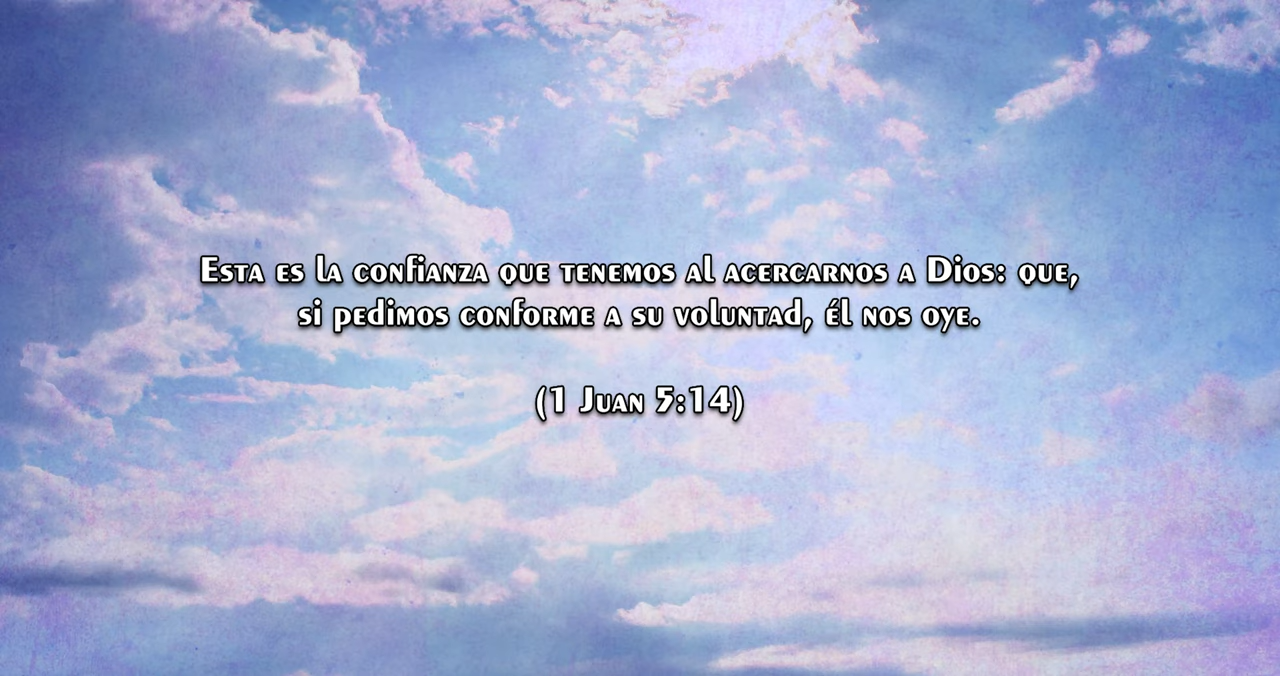 Esta es la confianza que tenemos al acercarnos a Dios: que,
si pedimos conforme a su voluntad, él nos oye.
(1 Juan 5:14)